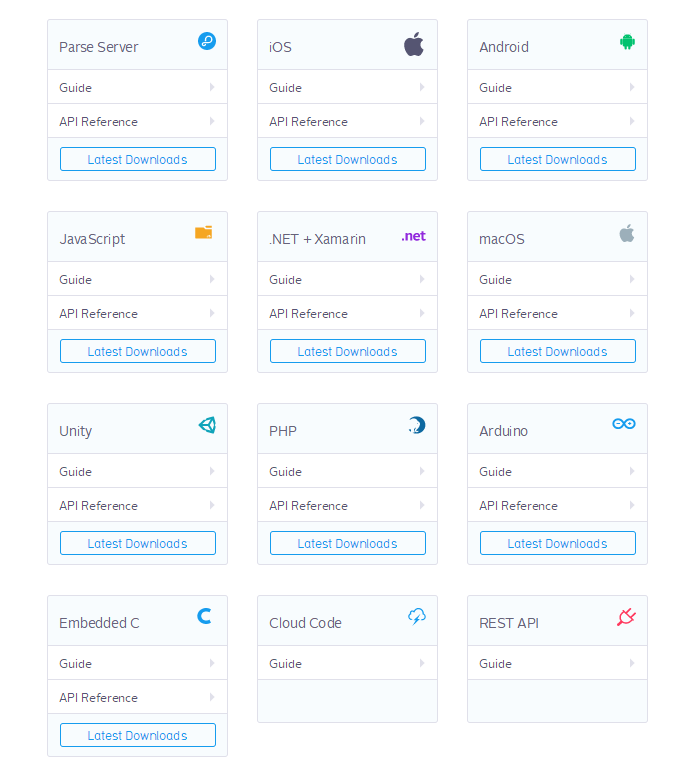 Parse Server
Guide
API Reference
Latest Downloads
iOS
Guide
API Reference
Latest Downloads
Android
Guide
API Reference
Latest Downloads
JavaScript
Guide
API Reference
Latest Downloads
.NET + Xamarin
.net
Guide
API Reference
Latest Downloads
macOS
Guide
API Reference
Latest Downloads
Unity
Guide
API Reference
Latest Downloads
PHP
Guide
API Reference
Latest Downloads
Arduino
Guide
API Reference
Latest Downloads
Embedded C
Guide
API Reference
Latest Downloads
Cloud Code
Guide
REST API
Guide